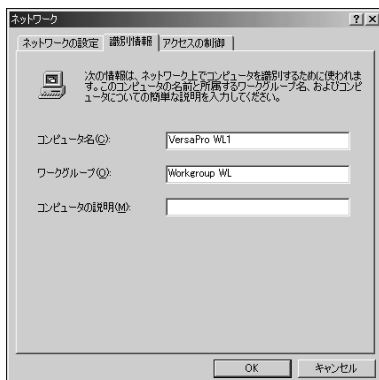 ネットワーク
ネットワークの設定 識別情報 アクセスの制御
次の情報は、ネットワーク上でコンピュータを識別するために使われま
す。このコンピュータの名前と所属するワークグループ名、およびコンピ
ュータについての簡単な説明を入力してください。
コンピュータ名(C): VersaPro WL1
ワークグループ(O): Workgroup WL
コンピュータの説明(M):
OK キャンセル